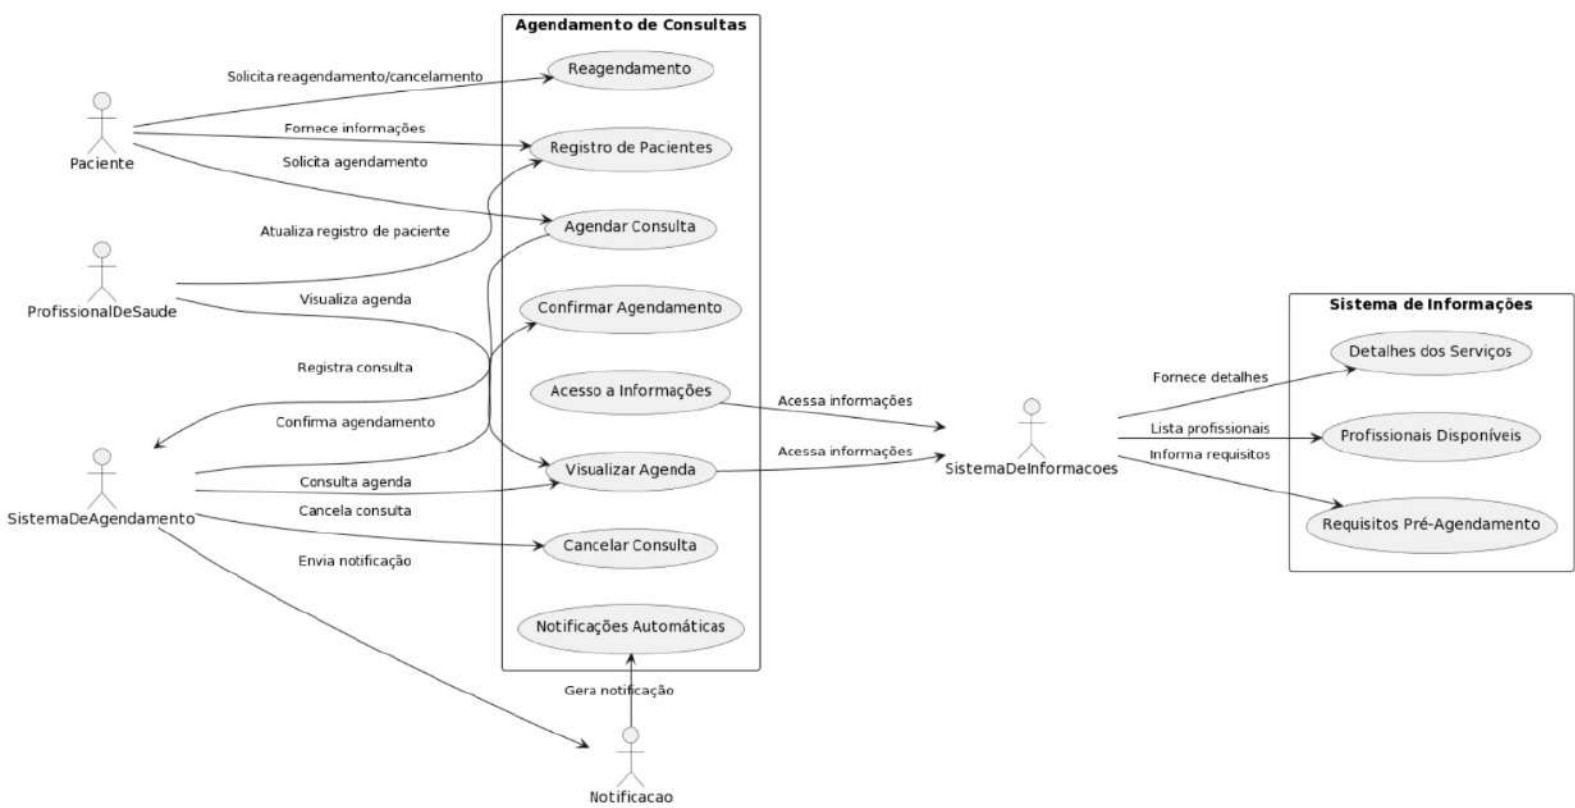 Agendamento de Consultas
Reagendamento
Solicita reagendamento/cancelamento
Fornece informações
Registro de Pacientes
Paciente
Solicita agendamento
Agendar Consulta
Atualiza registro de paciente
ProfissionalDeSaude
Visualiza agenda
Confirmar Agendamento
Sistema de Informações
Detalhes dos Serviços
Registra consulta
Fornece detalhes
Acesso a Informações
Acessa informações
Confirma agendamento
Lista profissionais
Profissionais Disponíveis
Acessa informações
Informa requisitos
SistemaDeInformacoes
Visualizar Agenda
Consulta agenda
Cancela consulta
SistemaDeAgendamento
Requisitos Pré-Agendamento
Cancelar Consulta
Envia notificação
Notificações Automáticas
Gera notificação
Notificacao